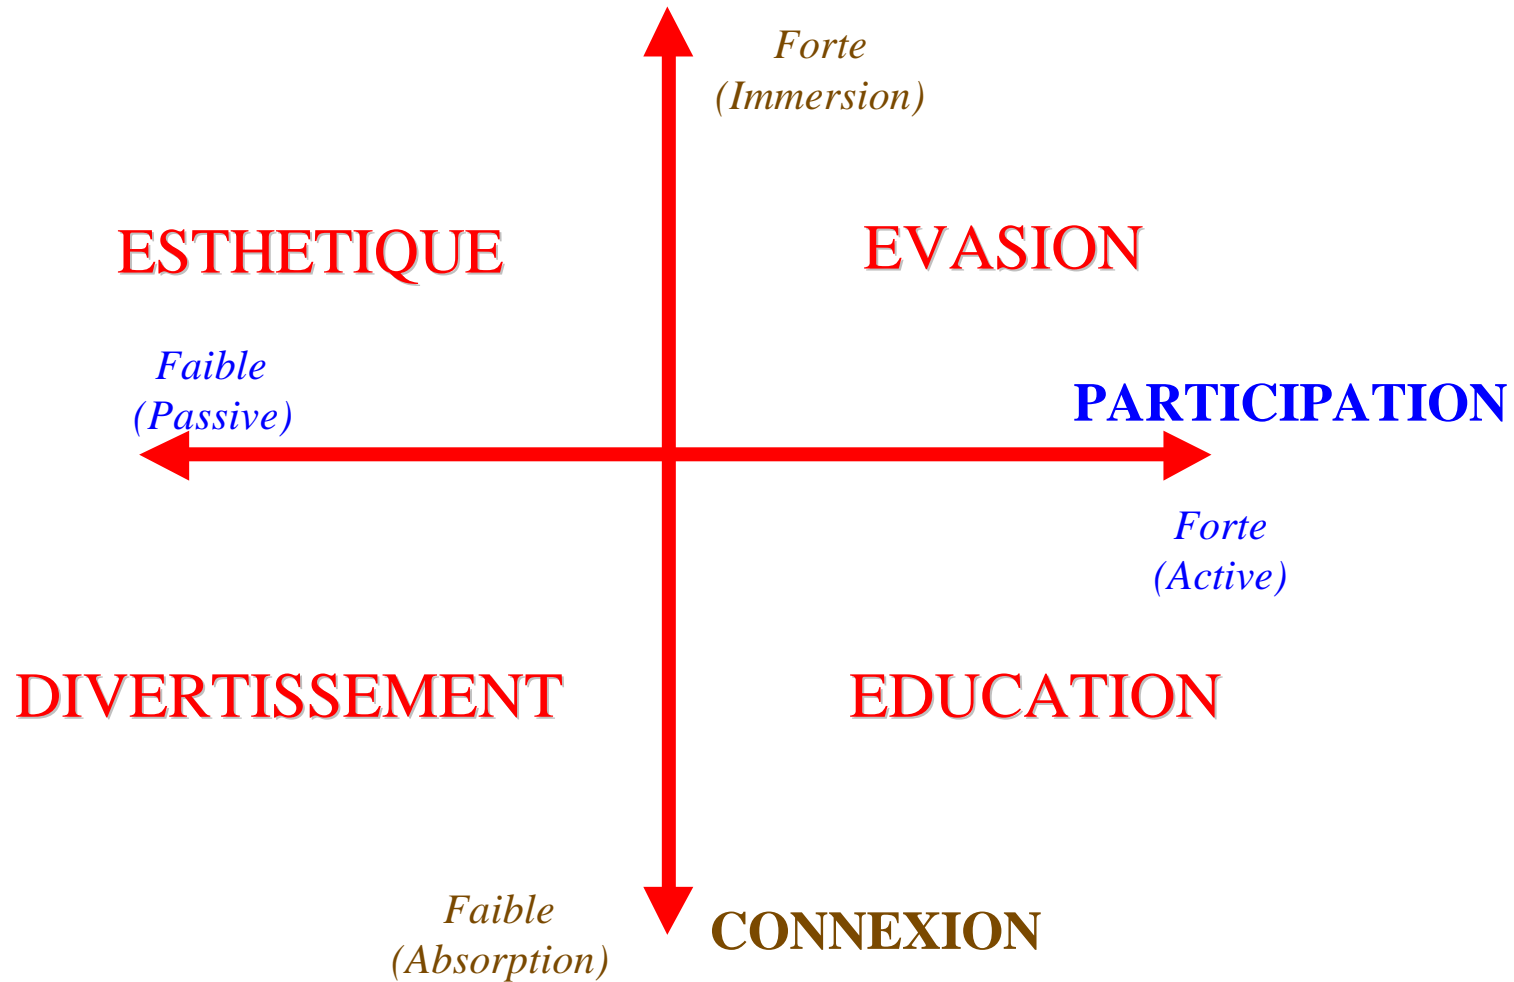 Forte
(Immersion)
ESTHETIQUE
EVASION
Faible
(Passive)
PARTICIPATION
Forte
(Active)
DIVERTISSEMENT
EDUCATION
Faible
(Absorption)
CONNEXION